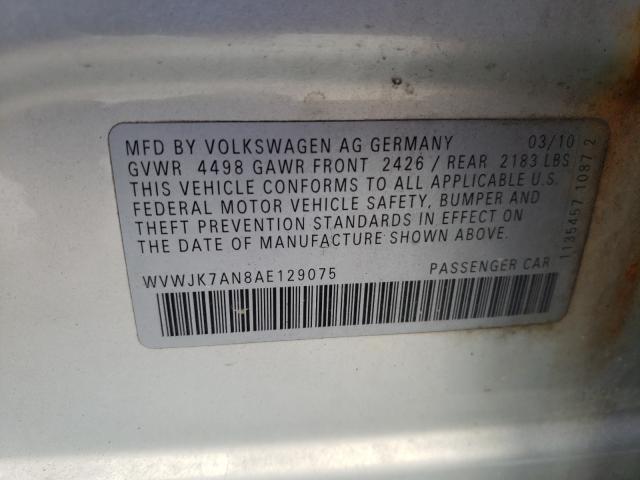 MFD BY VOLKSWAGEN AG GERMANY 03/10
GVWR 4498 GAWR FRONT 2426 / REAR 2183 LBS
THIS VEHICLE CONFORMS TO ALL APPLICABLE U.S.
FEDERAL MOTOR VEHICLE SAFETY, BUMPER AND
THEFT PREVENTION STANDARDS IN EFFECT ON
THE DATE OF MANUFACTURE SHOWN ABOVE.
WVWJK7AN8AE129075 PASSENGER CAR
1135457 1087 2